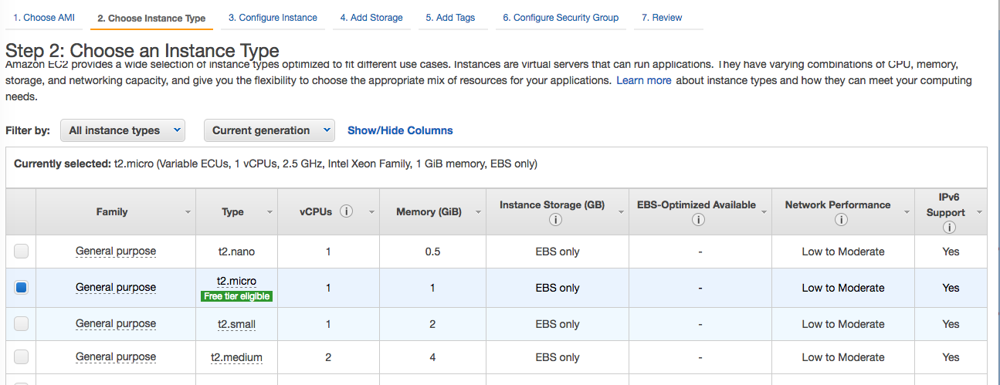 1. Choose AMI 2. Choose Instance Type 3. Configure Instance 4. Add Storage 5. Add Tags 6. Configure Security Group 7. Review
Step 2: Choose an Instance Type
Amazon EC2 provides a wide selection of instance types optimized to fit different use cases. Instances are virtual servers that can run applications. They have varying combinations of CPU, memory,
storage, and networking capacity, and give you the flexibility to choose the appropriate mix of resources for your applications. Learn more about instance types and how they can meet your computing
needs.
Filter by: All instance types Current generation Show/Hide Columns
Currently selected: t2.micro (Variable ECUs, 1 vCPUs, 2.5 GHz, Intel Xeon Family, 1 GiB memory, EBS only)
Family Type vCPUs i Memory (GiB) Instance Storage (GB) i EBS-Optimized Available i Network Performance i IPv6 Support i
General purpose t2.nano 1 0.5 EBS only - Low to Moderate Yes
General purpose t2.micro Free tier eligible 1 1 EBS only - Low to Moderate Yes
General purpose t2.small 1 2 EBS only - Low to Moderate Yes
General purpose t2.medium 2 4 EBS only - Low to Moderate Yes